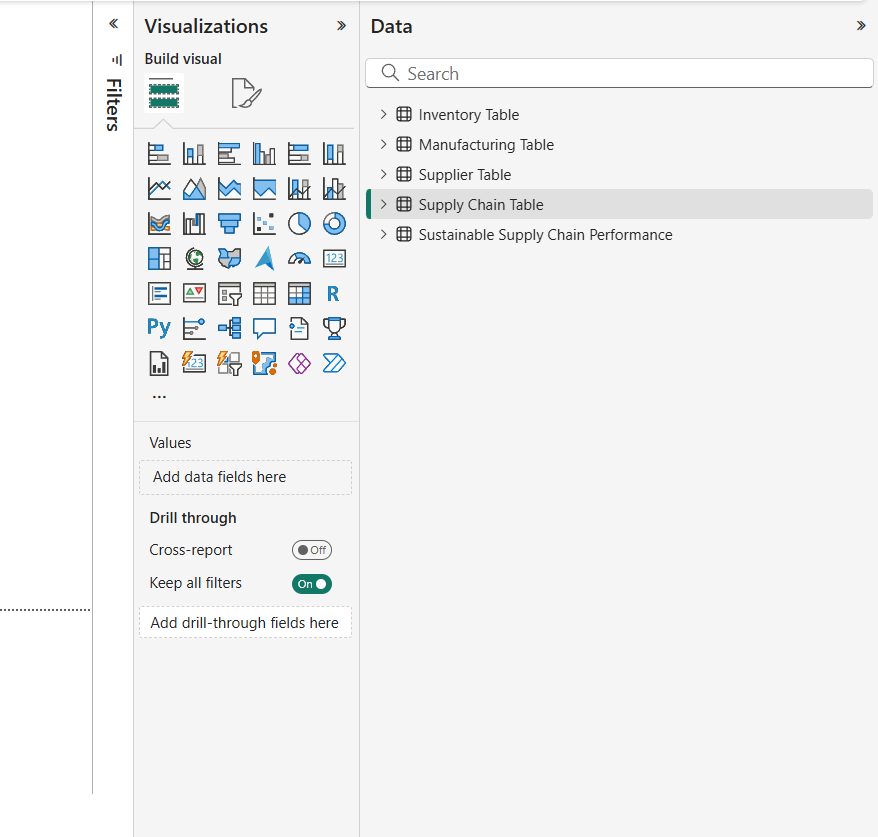 Filters
Visualizations
Build visual
123
R
Py
123
...
Values
Add data fields here
Drill through
Cross-report
Off
Keep all filters
On
Add drill-through fields here
Data
Search
Inventory Table
Manufacturing Table
Supplier Table
Supply Chain Table
Sustainable Supply Chain Performance